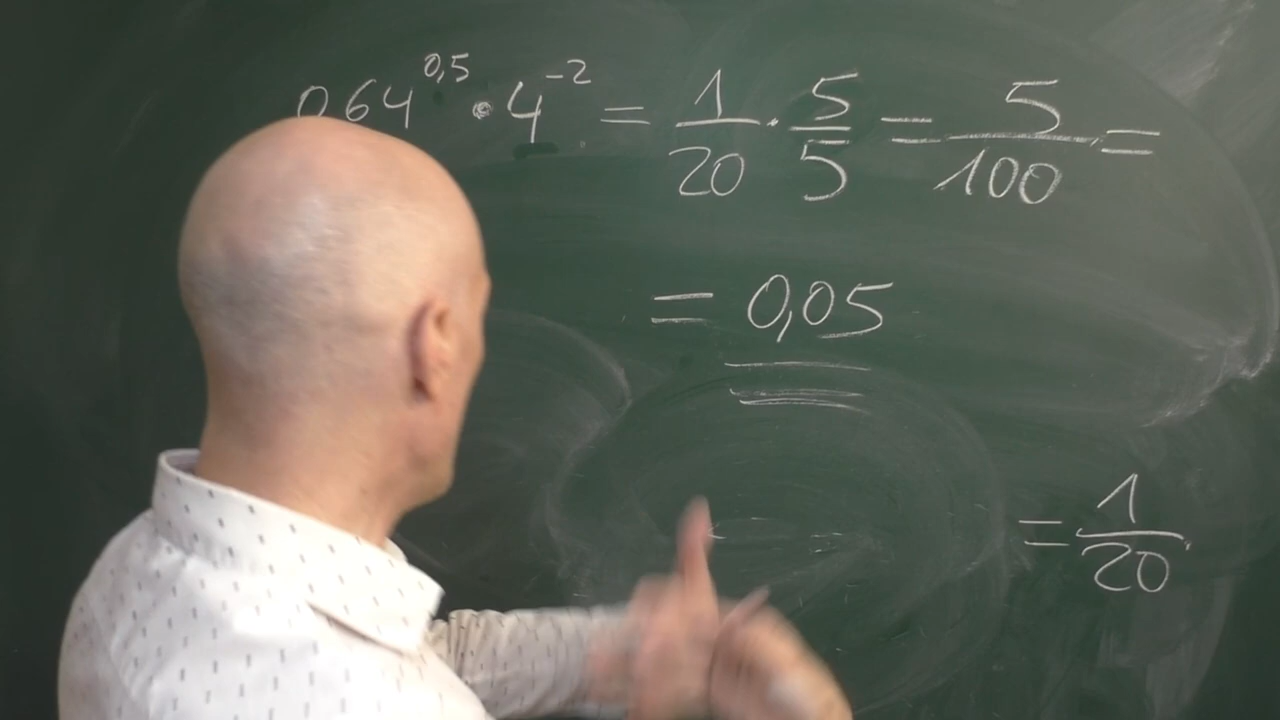 0,64^0,5 · 4^-2 = 1/20 · 5/5 = 5/100 =
= 0,05
= 1/20